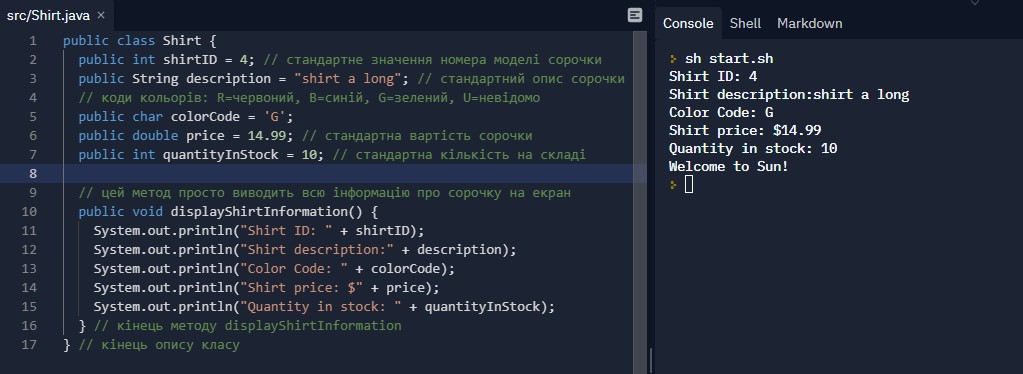 src/Shirt.java ×
1 public class Shirt {
2 public int shirtID = 4; // стандартне значення номера моделі сорочки
3 public String description = "shirt a long"; // стандартний опис сорочки
4 // коди кольорів: R=червоний, B=синій, G=зелений, U=невідомо
5 public char colorCode = 'G';
6 public double price = 14.99; // стандартна вартість сорочки
7 public int quantityInStock = 10; // стандартна кількість на складі
8
9 // цей метод просто виводить всю інформацію про сорочку на екран
10 public void displayShirtInformation() {
11 System.out.println("Shirt ID: " + shirtID);
12 System.out.println("Shirt description:" + description);
13 System.out.println("Color Code: " + colorCode);
14 System.out.println("Shirt price: $" + price);
15 System.out.println("Quantity in stock: " + quantityInStock);
16 } // кінець методу displayShirtInformation
17 } // кінець опису класу
Console Shell Markdown
sh start.sh
Shirt ID: 4
Shirt description:shirt a long
Color Code: G
Shirt price: $14.99
Quantity in stock: 10
Welcome to Sun!